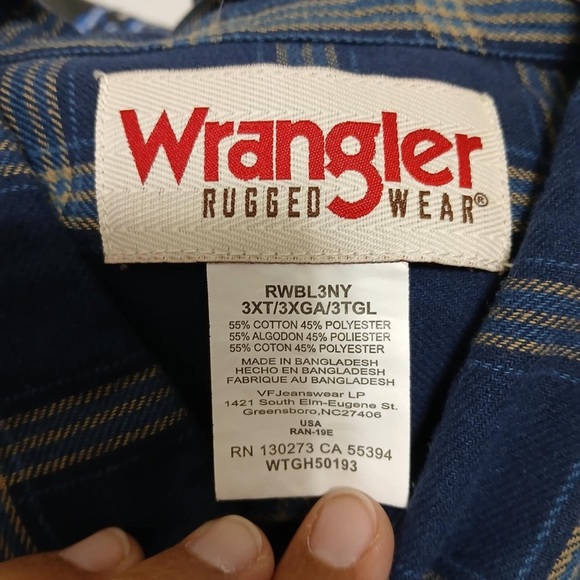 Wrangler
RUGGED WEAR®
RWBL3NY
3XT/3XGA/3TGL
55% COTTON 45% POLYESTER
55% ALGODON 45% POLIESTER
55% COTON 45% POLYESTER
MADE IN BANGLADESH
HECHO EN BANGLADESH
FABRIQUE AU BANGLADESH
VFJeanswear LP
1421 South Elm-Eugene St.
Greensboro,NC27406
USA
RAN-19E
RN 130273 CA 55394
WTGH50193